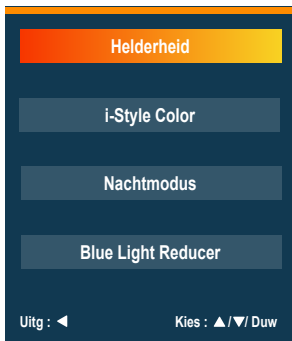 Helderheid
i-Style Color
Nachtmodus
Blue Light Reducer
Uitg : ◀ Kies : ▲/▼/ Duw